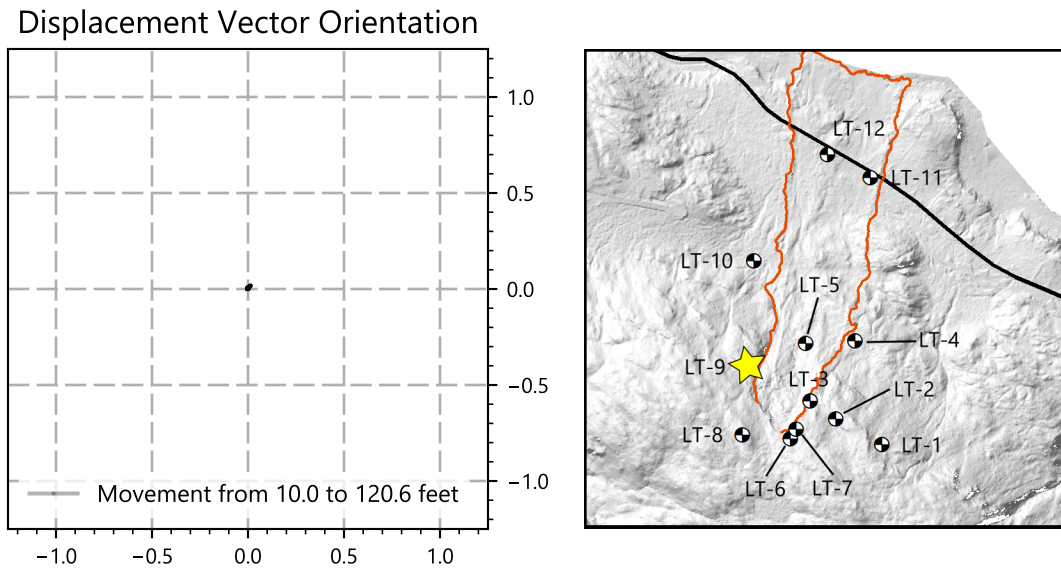 Displacement Vector Orientation
1.0
0.5
0.0
−0.5
−1.0
Movement from 10.0 to 120.6 feet
−1.0 −0.5 0.0 0.5 1.0
LT-12
LT-11
LT-10
LT-5
LT-4
LT-9
LT-3
LT-2
LT-8
LT-1
LT-6
LT-7